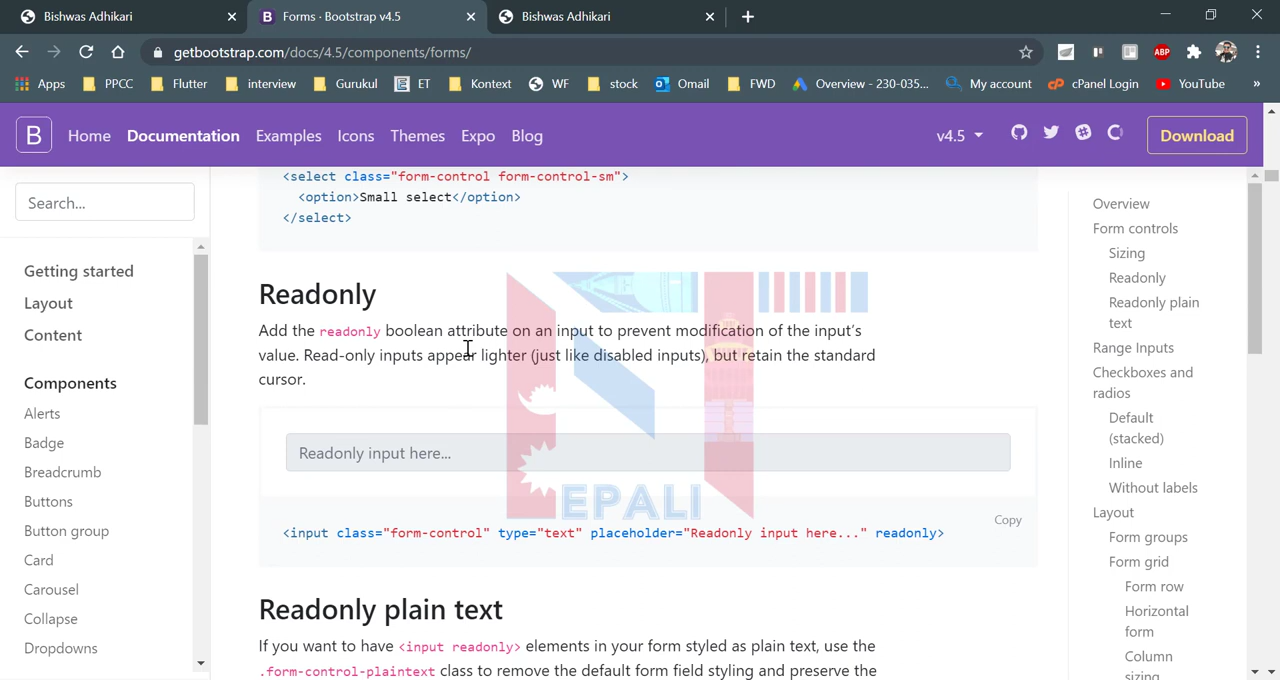 Bishwas Adhikari
Forms · Bootstrap v4.5
Bishwas Adhikari
getbootstrap.com/docs/4.5/components/forms/
ABP
Apps PPCC Flutter interview Gurukul ET Kontext WF stock Omail FWD Overview - 230-035... My account cPanel Login YouTube »
B Home Documentation Examples Icons Themes Expo Blog v4.5 Download
Search...
Getting started
Layout
Content
Components
Alerts
Badge
Breadcrumb
Buttons
Button group
Card
Carousel
Collapse
Dropdowns
<select class="form-control form-control-sm">
<option>Small select</option>
</select>
Readonly
Add the readonly boolean attribute on an input to prevent modification of the input's
value. Read-only inputs appear lighter (just like disabled inputs), but retain the standard
cursor.
Readonly input here...
Copy
<input class="form-control" type="text" placeholder="Readonly input here..." readonly>
Readonly plain text
If you want to have <input readonly> elements in your form styled as plain text, use the
.form-control-plaintext class to remove the default form field styling and preserve the
EPALI
Overview
Form controls
Sizing
Readonly
Readonly plain
text
Range Inputs
Checkboxes and
radios
Default
(stacked)
Inline
Without labels
Layout
Form groups
Form grid
Form row
Horizontal
form
Column
sizing